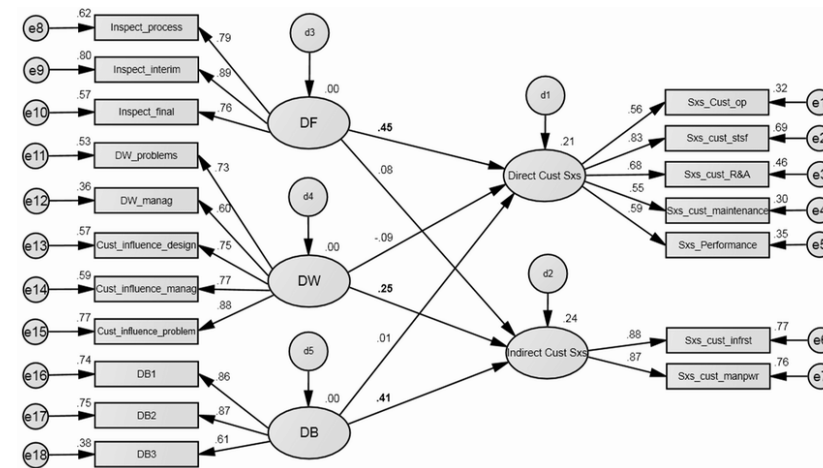 e8 .62 Inspect_process .79
e9 .80 Inspect_interim .89
e10 .57 Inspect_final .76
e11 .53 DW_problems .73
e12 .36 DW_manag .60
e13 .57 Cust_influence_design .75
e14 .59 Cust_influence_manag .77
e15 .77 Cust_influence_problem .88
e16 .74 DB1 .86
e17 .75 DB2 .87
e18 .38 DB3 .61
d3
.00
DF
d4
.00
DW
d5
.00
DB
.45
.08
-.09
.25
.01
.41
d1
.21
Direct Cust Sxs
d2
.24
Indirect Cust Sxs
.56 Sxs_Cust_op .32
.83 Sxs_cust_stsf .69
.68 Sxs_cust_R&A .46
.55 Sxs_cust_maintenance .30
.59 Sxs_Performance .35
.88 Sxs_cust_infrst .77
.87 Sxs_cust_manpwr .76